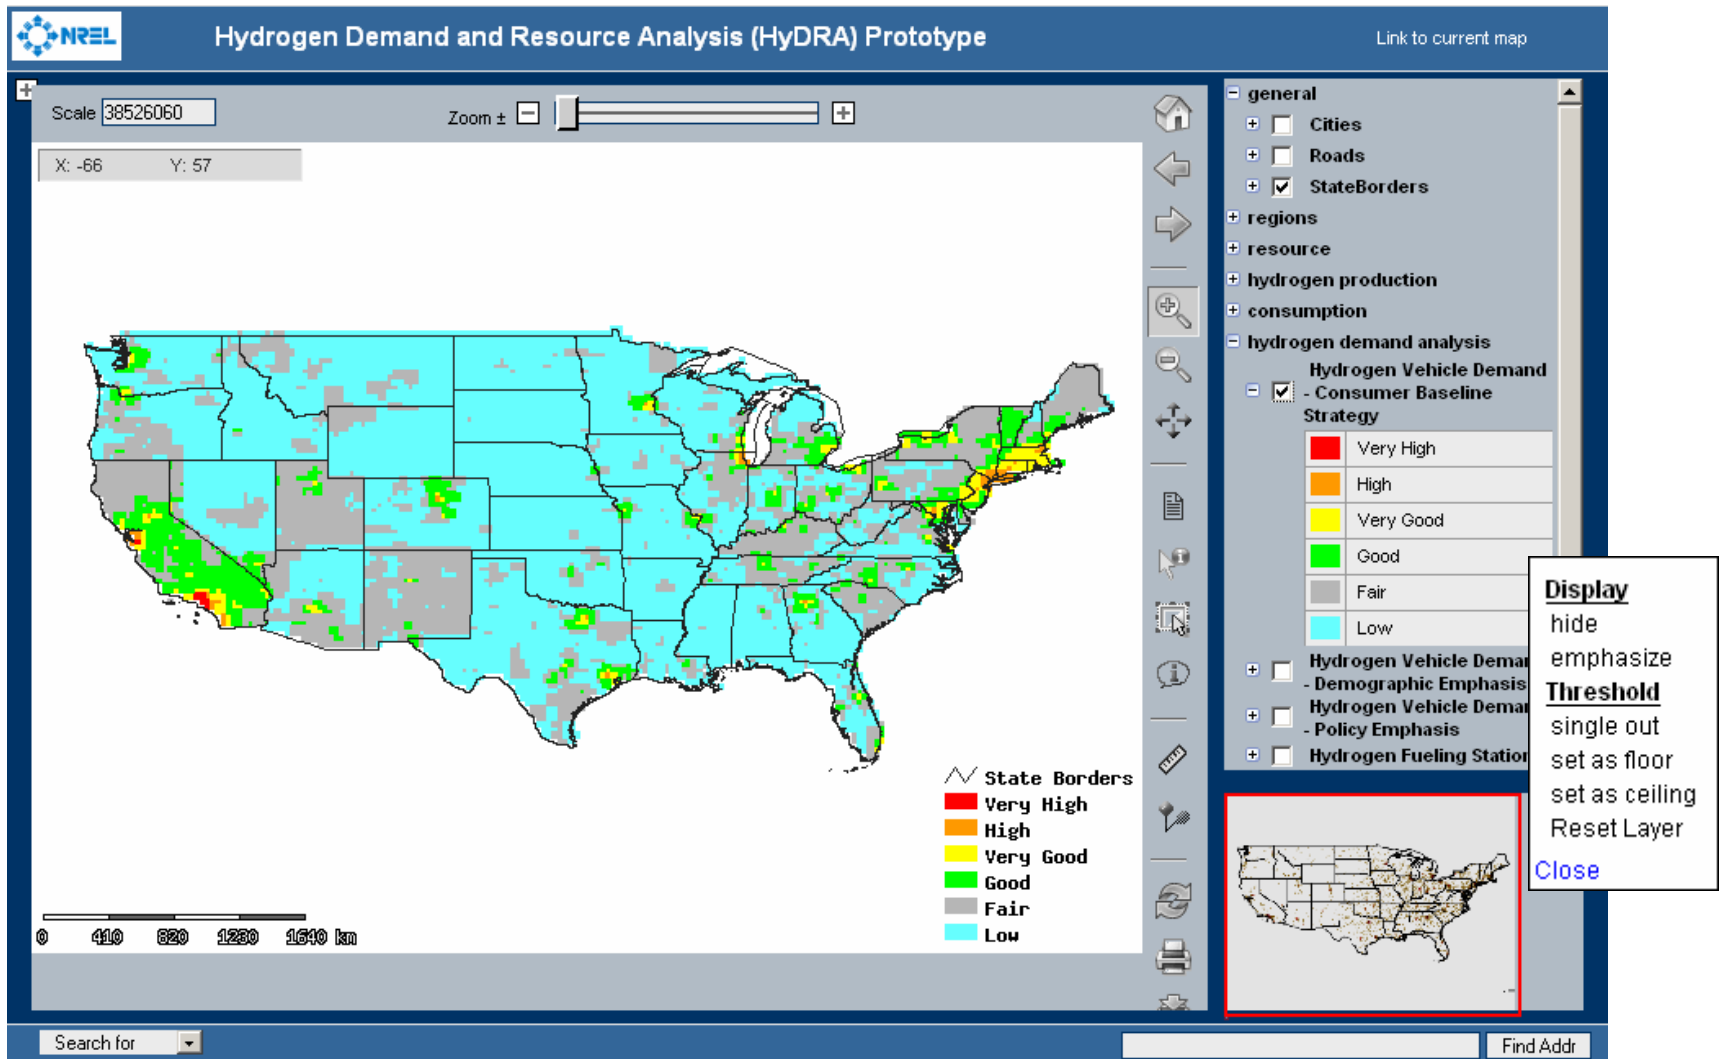 NREL
Hydrogen Demand and Resource Analysis (HyDRA) Prototype
Link to current map
Scale 38526060
Zoom ±
X: -66 Y: 57
State Borders
Very High
High
Very Good
Good
Fair
Low
0 410 820 1230 1640 km
general
Cities
Roads
StateBorders
regions
resource
hydrogen production
consumption
hydrogen demand analysis
Hydrogen Vehicle Demand
- Consumer Baseline
Strategy
Very High
High
Very Good
Good
Fair
Low
Hydrogen Vehicle Demar
- Demographic Emphasis
Hydrogen Vehicle Demar
- Policy Emphasis
Hydrogen Fueling Station
Display
hide
emphasize
Threshold
single out
set as floor
set as ceiling
Reset Layer
Close
Search for
Find Addr